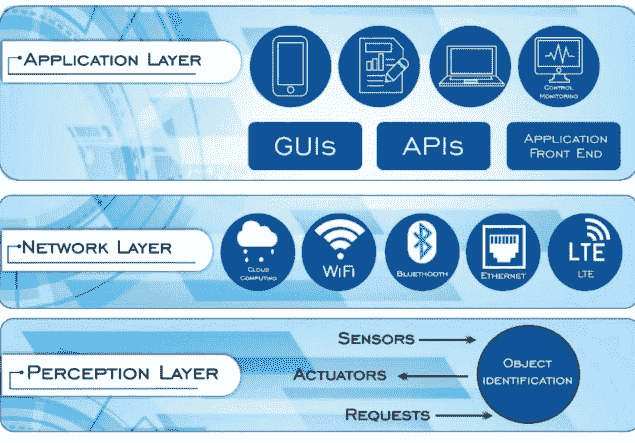 Application Layer
Control
Monitoring
GUIs
APIs
Application
Front End
Network Layer
Cloud
Computing
WiFi
Bluethooth
Ethernet
LTE
LTE
Perception Layer
Sensors
Actuators
Requests
Object
identification